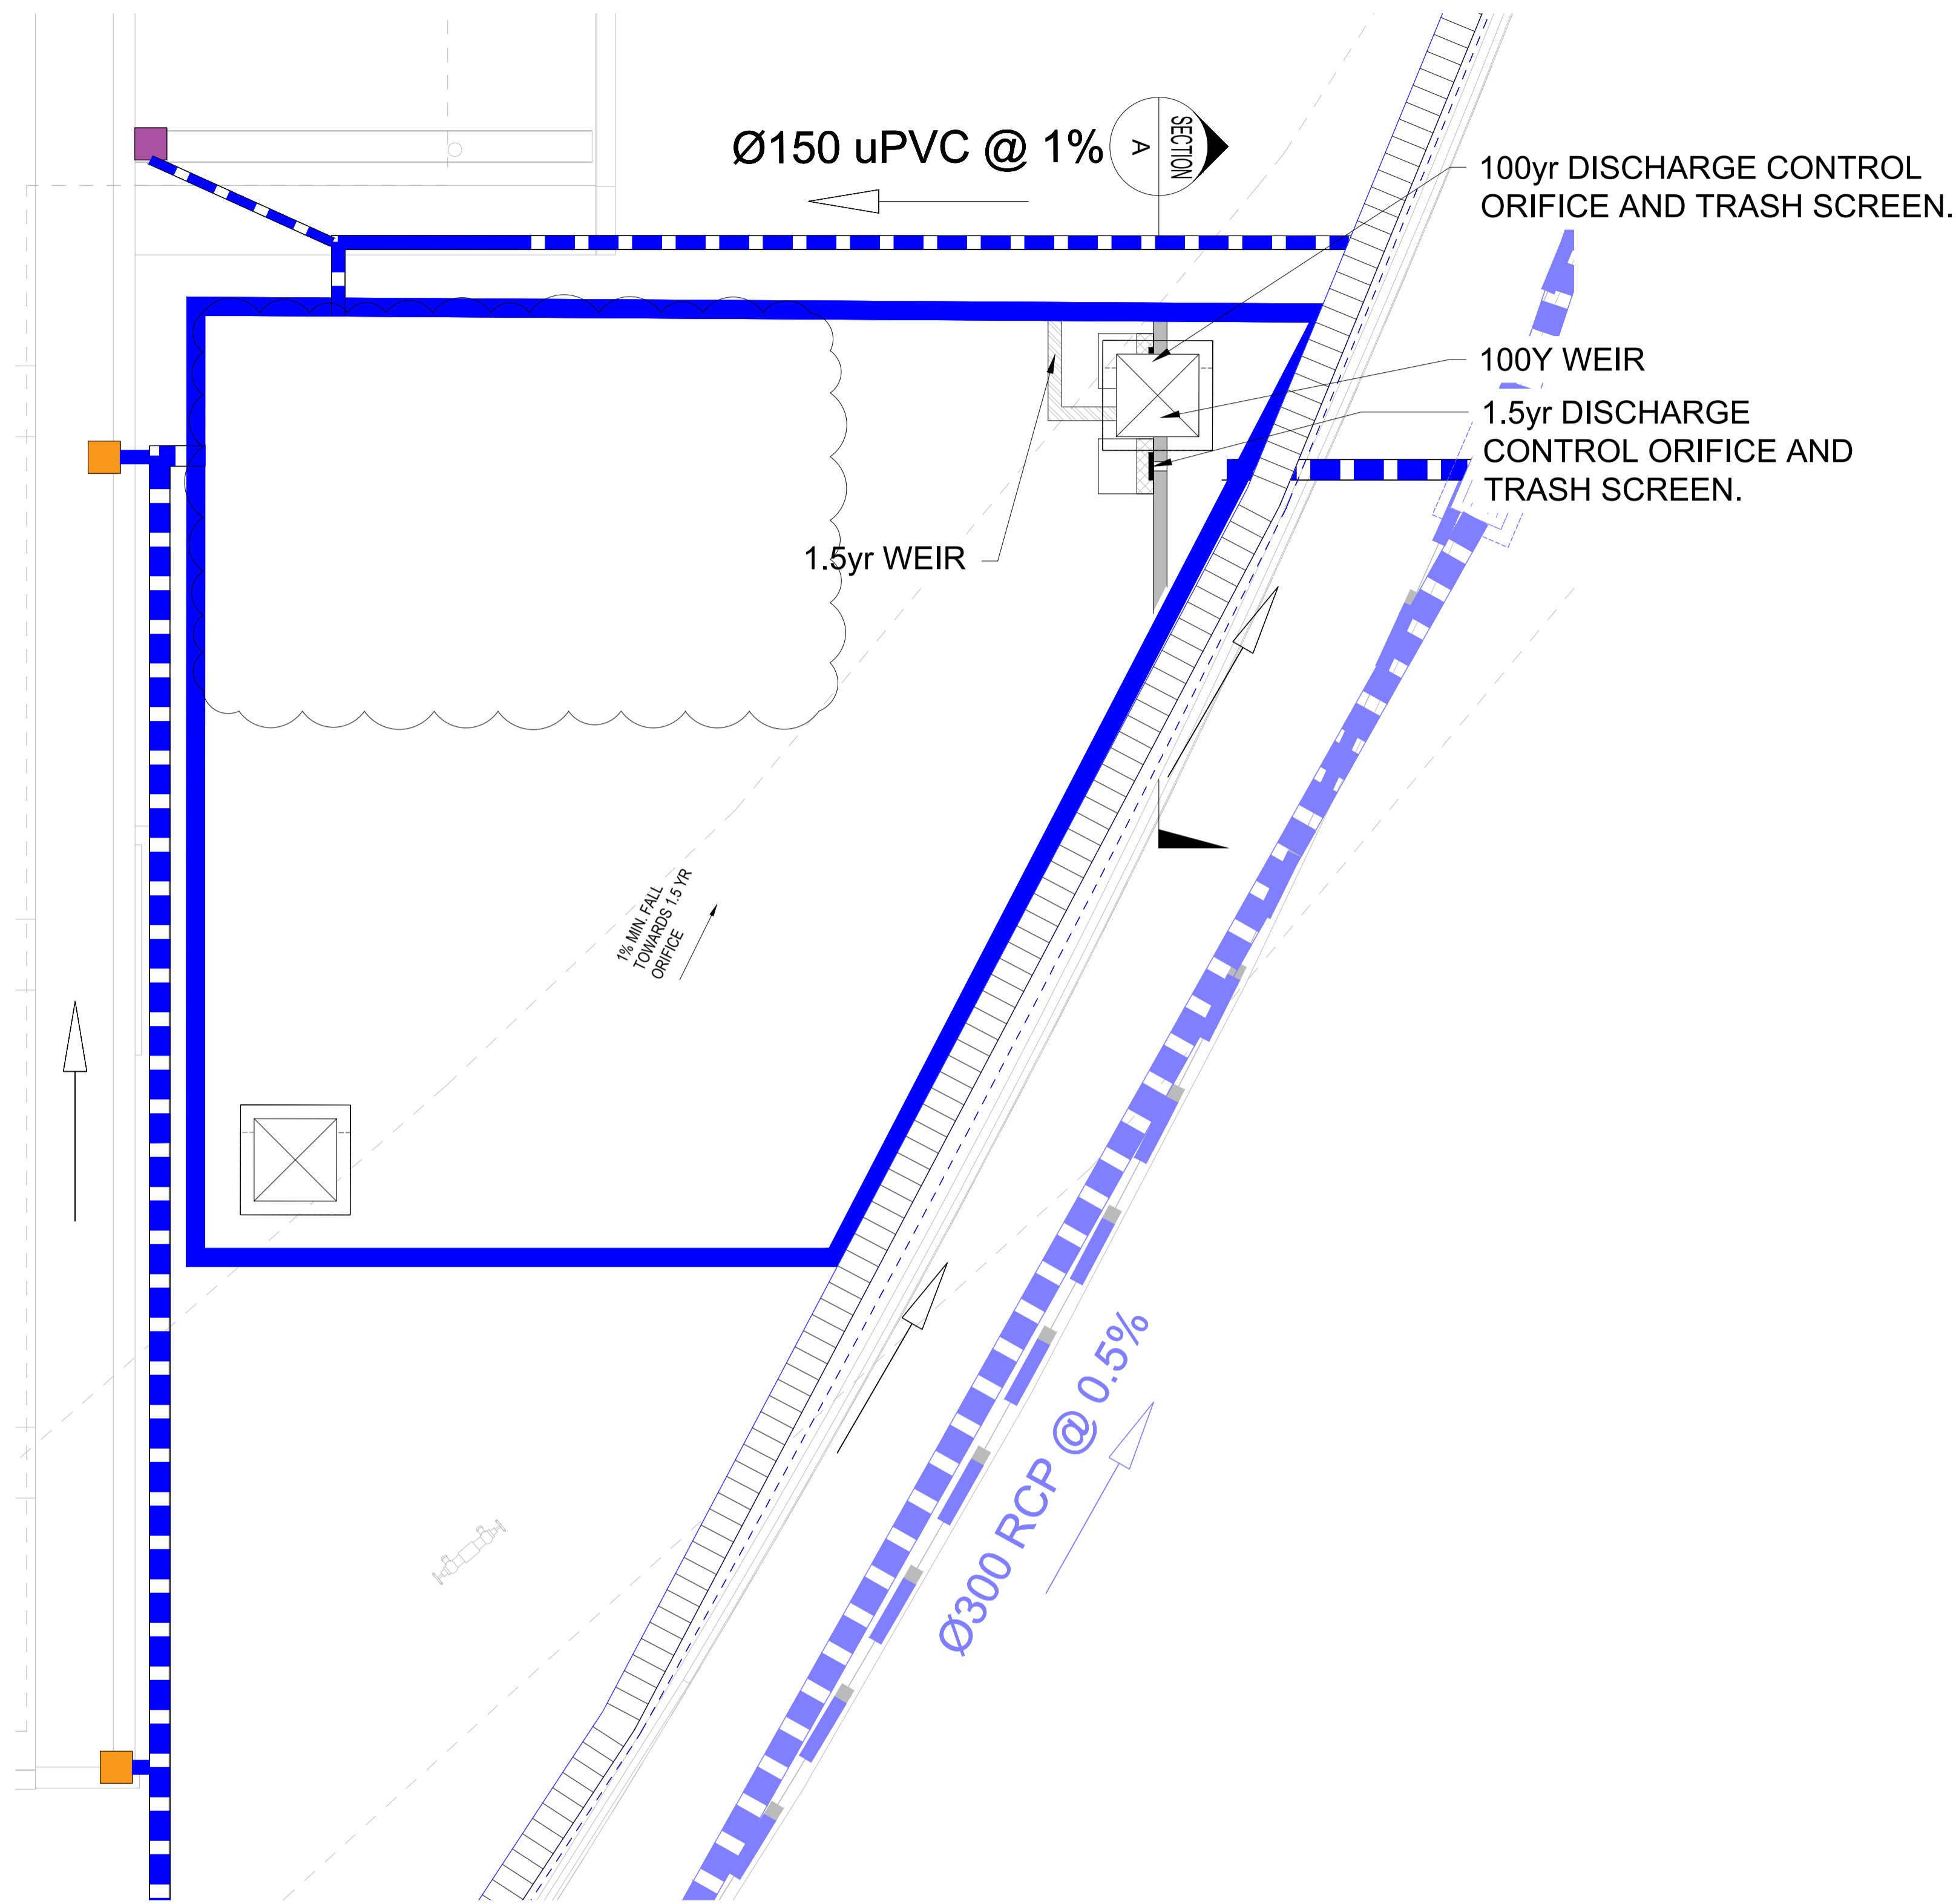 Ø150 uPVC @ 1%
A
SECTION
100yr DISCHARGE CONTROL
ORIFICE AND TRASH SCREEN.
100Y WEIR
1.5yr DISCHARGE
CONTROL ORIFICE AND
TRASH SCREEN.
1.5yr WEIR
1% MIN. FALL
TOWARDS 1.5 YR
ORIFICE
Ø300 RCP @ 0.5%